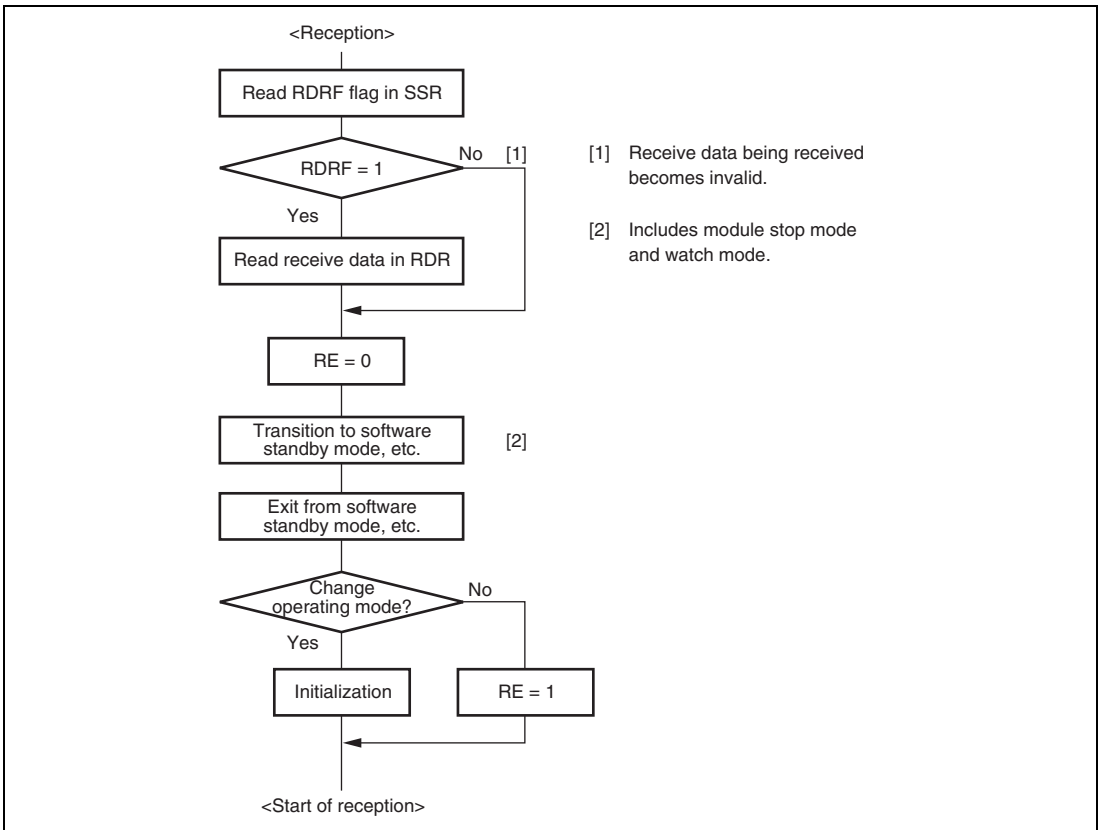 <Reception>
Read RDRF flag in SSR
RDRF = 1
No [1]
Yes
Read receive data in RDR
RE = 0
Transition to software
standby mode, etc.
[2]
Exit from software
standby mode, etc.
Change
operating mode?
No
Yes
Initialization
RE = 1
<Start of reception>
[1] Receive data being received
becomes invalid.
[2] Includes module stop mode
and watch mode.